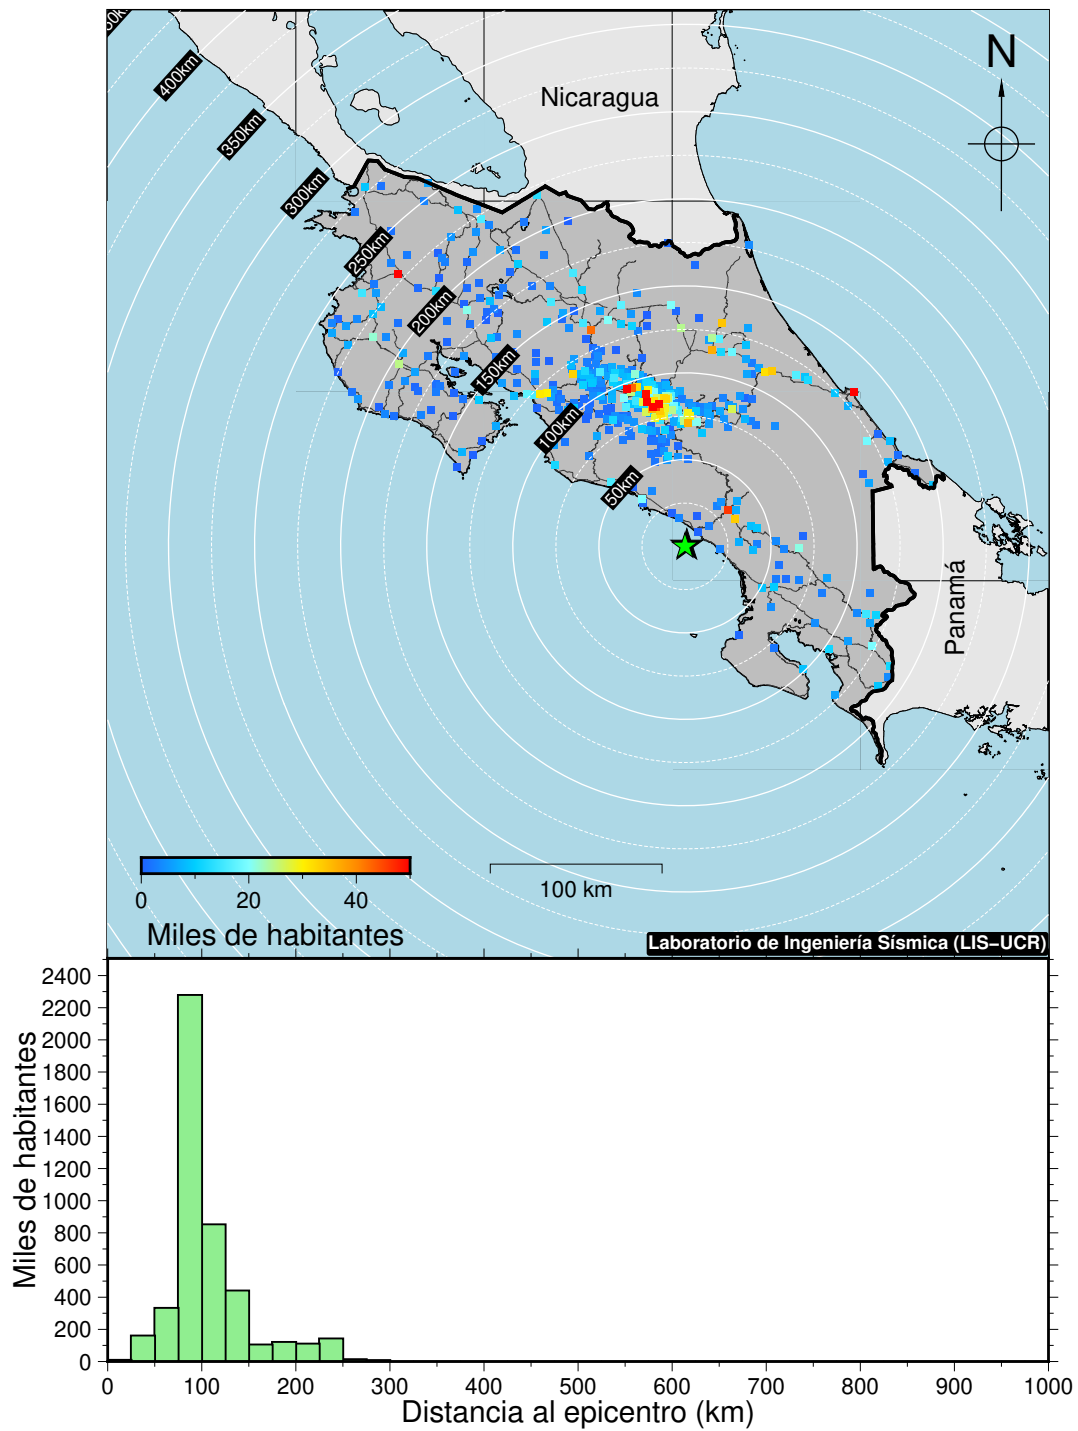 400km
350km
300km
250km
200km
150km
100km
50km
Nicaragua
N
Panamá
0 20 40
Miles de habitantes
100 km
Laboratorio de Ingeniería Sísmica (LIS−UCR)
2400
2200
2000
1800
1600
1400
1200
1000
800
600
400
200
0
Miles de habitantes
0 100 200 300 400 500 600 700 800 900 1000
Distancia al epicentro (km)